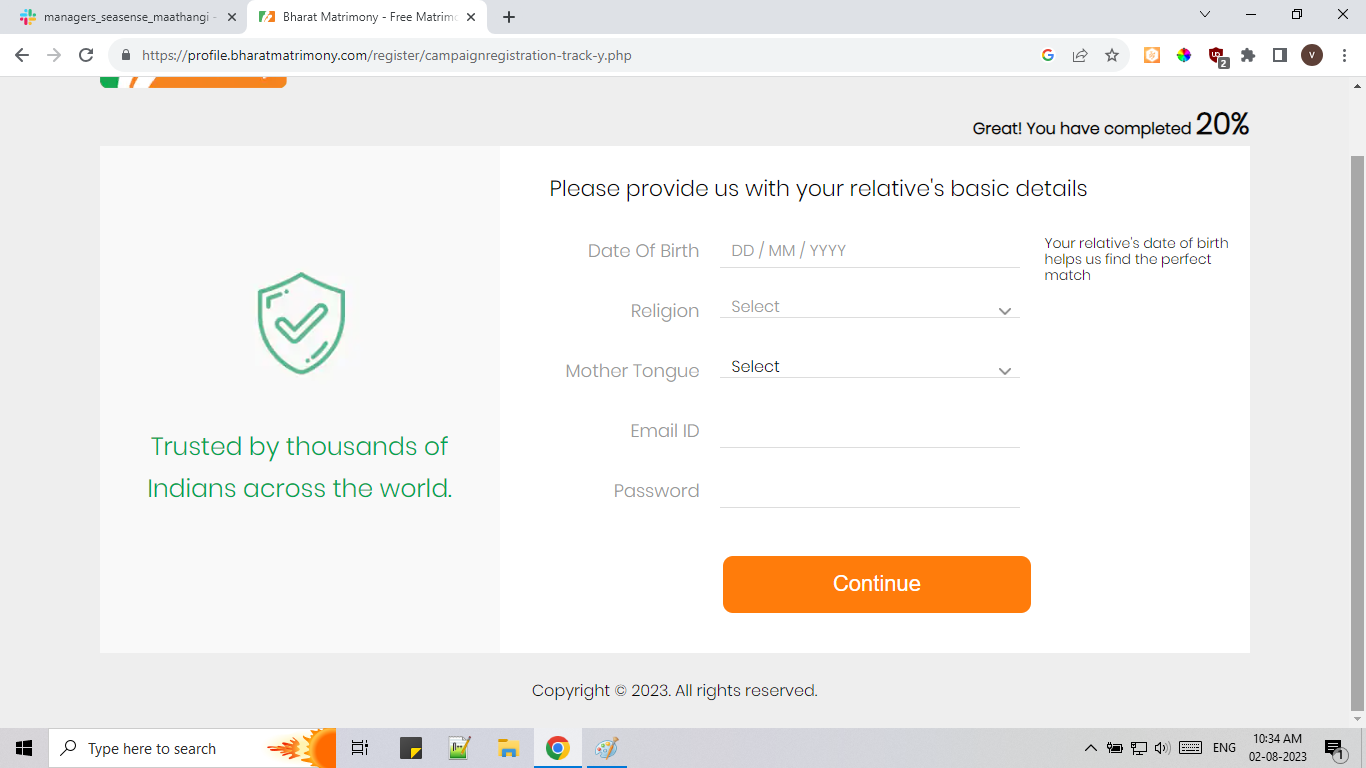 managers_seasense_maathangi -
Bharat Matrimony - Free Matrimo
https://profile.bharatmatrimony.com/register/campaignregistration-track-y.php
2
V
Great! You have completed 20%
Please provide us with your relative's basic details
Date Of Birth
DD / MM / YYYY
Your relative's date of birth
helps us find the perfect
match
Religion
Select
Mother Tongue
Select
Email ID
Password
Trusted by thousands of
Indians across the world.
Continue
Copyright © 2023. All rights reserved.
Type here to search
ENG
10:34 AM
02-08-2023
1